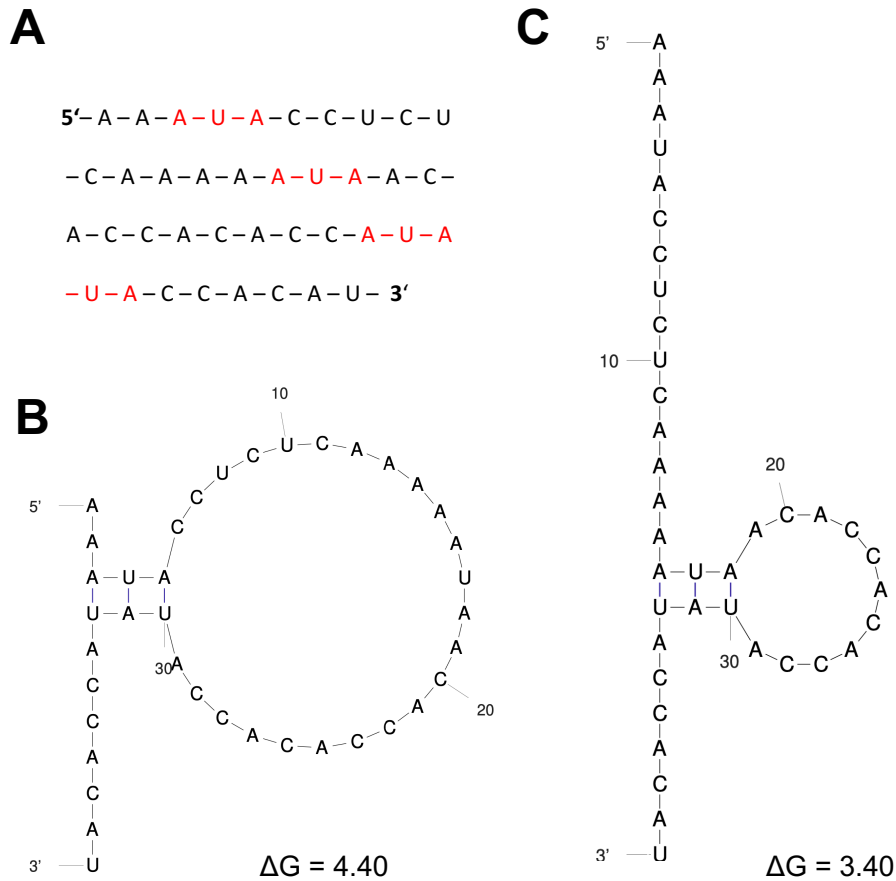 A
5‘– A – A – A – U – A – C – C – U – C – U
– C – A – A – A – A – A – U – A – A – C –
A – C – C – A – C – A – C – C – A – U – A
– U – A – C – C – A – C – A – U – 3‘
B
5’ A
A
A U A
C C U C U C A A A A A U A A C A C C A C A C C A
10
20
30
U A U
A
C
C
A
C
A
3’ U
ΔG = 4.40
C
5’ A
A
A
U
A
C
C
U
C
10 U
C
A
A
A
A
A U A
A C A C C A C A C C A
20
30
U A U
A
C
C
A
C
A
3’ U
ΔG = 3.40